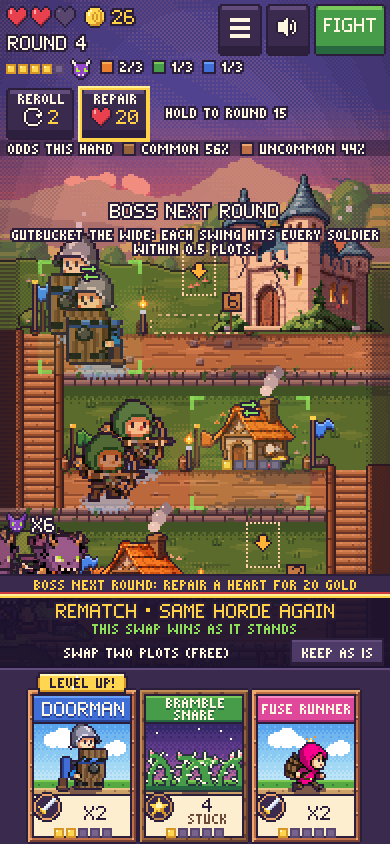 26
FIGHT
ROUND 4
2/3 1/3 1/3
REROLL
2
REPAIR
20
HOLD TO ROUND 15
ODDS THIS HAND COMMON 56% UNCOMMON 44%
BOSS NEXT ROUND
GUTBUCKET THE WIDE: EACH SWING HITS EVERY SOLDIER
WITHIN 0.5 PLOTS.
6
X6
BOSS NEXT ROUND: REPAIR A HEART FOR 20 GOLD
REMATCH • SAME HORDE AGAIN
THIS SWAP WINS AS IT STANDS
SWAP TWO PLOTS (FREE)
KEEP AS IS
LEVEL UP!
DOORMAN
X2
BRAMBLE
SNARE
4
STUCK
FUSE RUNNER
X2